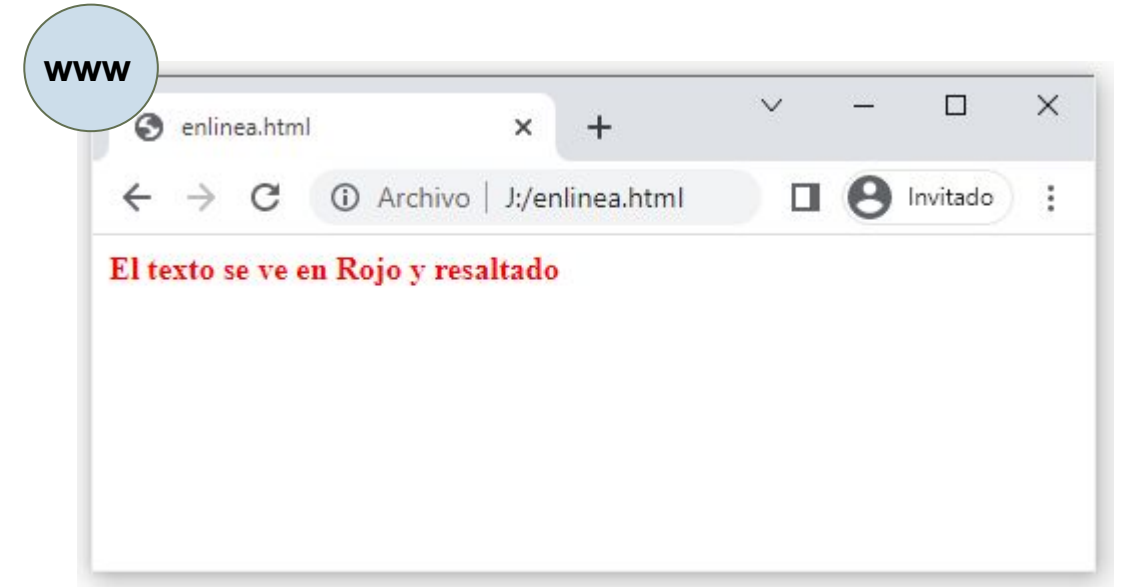 www
enlinea.html
Archivo | J:/enlinea.html
Invitado
El texto se ve en Rojo y resaltado